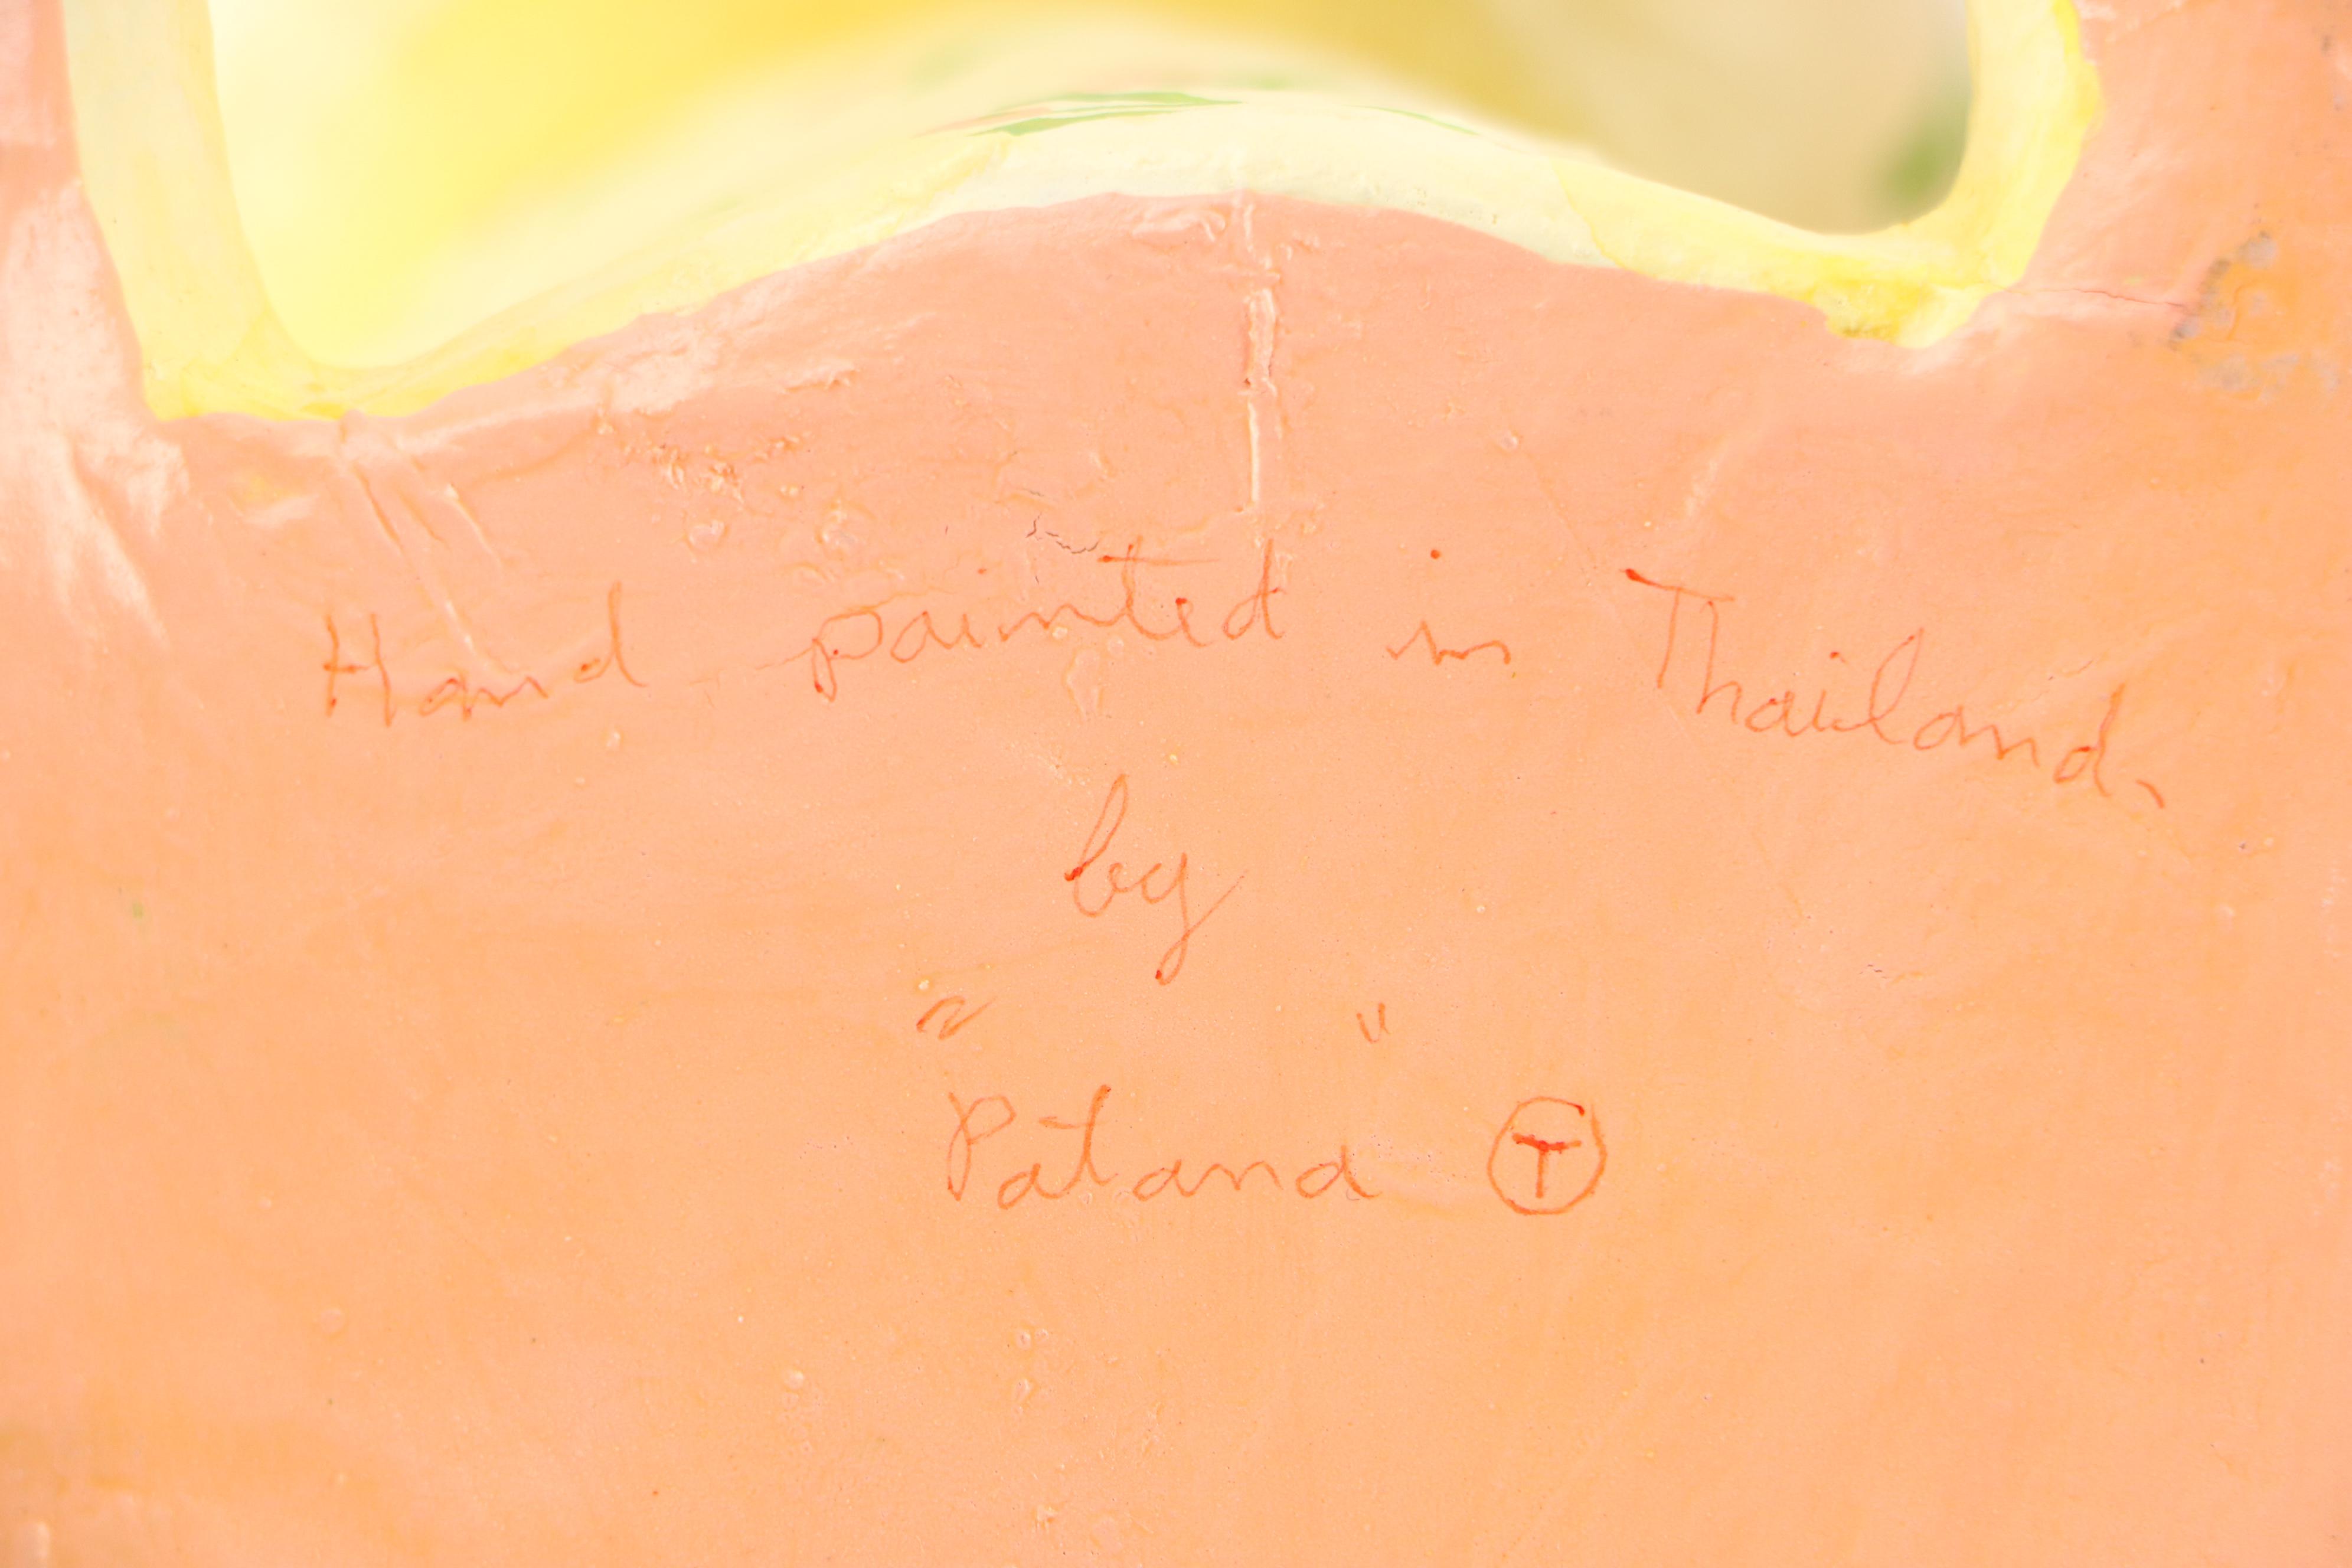 Hand painted in Thailand.
by
" "
Patana Ⓣ